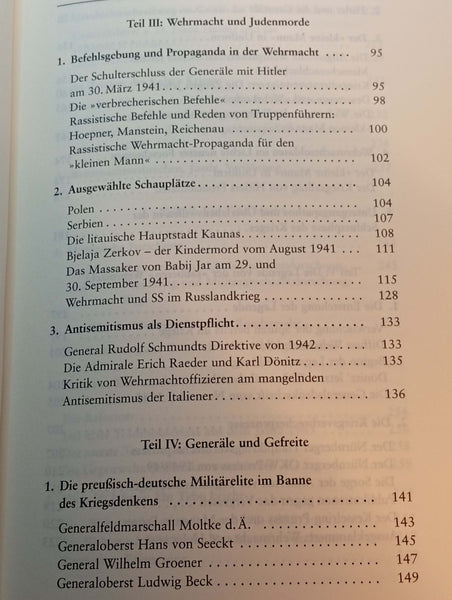 Teil III: Wehrmacht und Judenmorde
1. Befehlsgebung und Propaganda in der Wehrmacht . . . . 95
Der Schulterschluss der Generäle mit Hitler
am 30. März 1941 . . . . . . . . . . . . . . . . . . . . . . . . . . . . 95
Die »verbrecherischen Befehle« . . . . . . . . . . . . . . . . . 98
Rassistische Befehle und Reden von Truppenführern:
Hoepner, Manstein, Reichenau . . . . . . . . . . . . . . . . . 100
Rassistische Wehrmacht-Propaganda für den
»kleinen Mann« . . . . . . . . . . . . . . . . . . . . . . . . . . . . . 102
2. Ausgewählte Schauplätze . . . . . . . . . . . . . . . . . . . . . . . 104
Polen . . . . . . . . . . . . . . . . . . . . . . . . . . . . . . . . . . . . . . 104
Serbien . . . . . . . . . . . . . . . . . . . . . . . . . . . . . . . . . . . . 107
Die litauische Hauptstadt Kaunas . . . . . . . . . . . . . . . 108
Bjelaja Zerkov – der Kindermord vom August 1941 . . 111
Das Massaker von Babij Jar am 29. und
30. September 1941 . . . . . . . . . . . . . . . . . . . . . . . . . . 115
Wehrmacht und SS im Russlandkrieg . . . . . . . . . . . . 128
3. Antisemitismus als Dienstpflicht . . . . . . . . . . . . . . . . . 133
General Rudolf Schmundts Direktive von 1942 . . . . . 133
Die Admirale Erich Raeder und Karl Dönitz . . . . . . . 135
Kritik von Wehrmachtoffizieren am mangelnden
Antisemitismus der Italiener . . . . . . . . . . . . . . . . . . . 136
Teil IV: Generäle und Gefreite
1. Die preußisch-deutsche Militärelite im Banne
des Kriegsdenkens . . . . . . . . . . . . . . . . . . . . . . . . . . . . 141
Generalfeldmarschall Moltke d. Ä. . . . . . . . . . . . . . . . 143
Generaloberst Hans von Seeckt . . . . . . . . . . . . . . . . . 145
General Wilhelm Groener . . . . . . . . . . . . . . . . . . . . . 147
Generaloberst Ludwig Beck . . . . . . . . . . . . . . . . . . . . 149